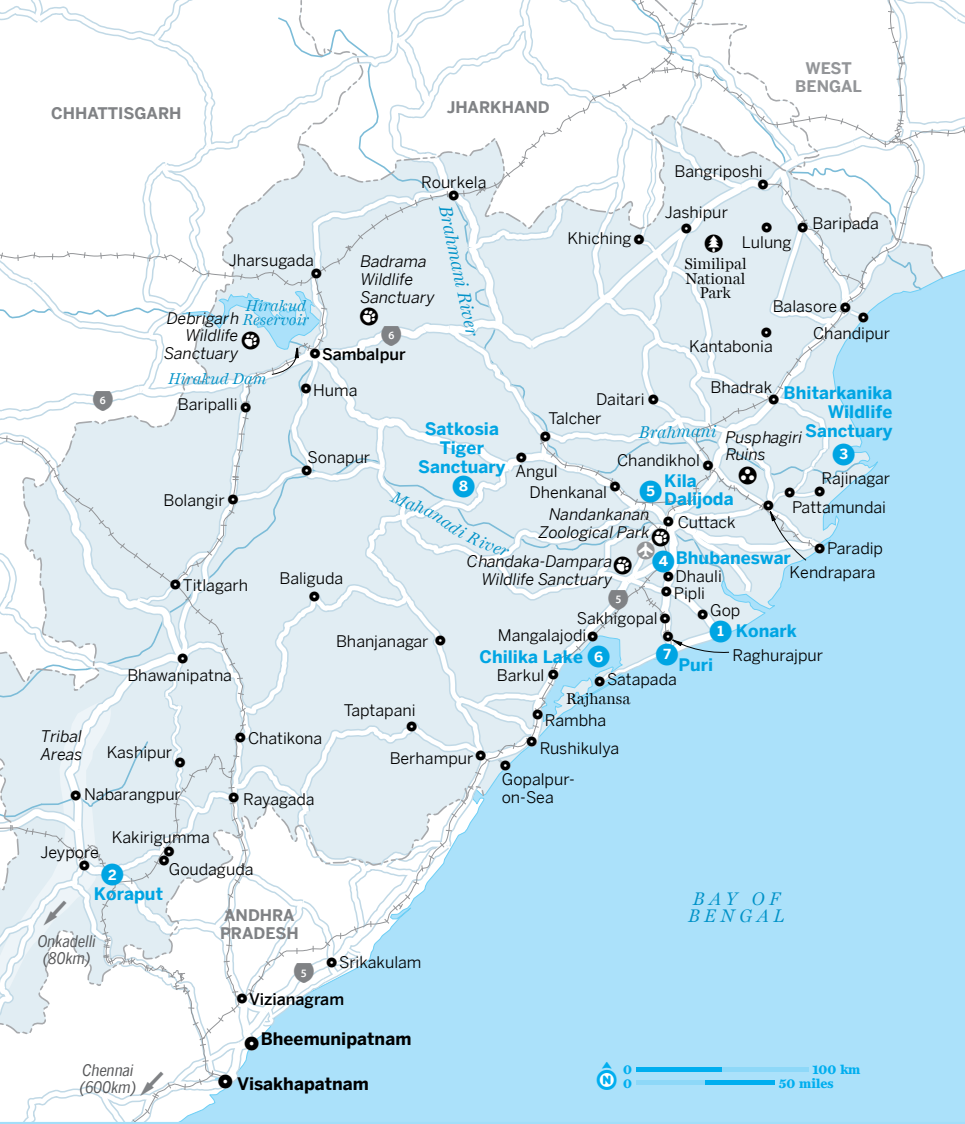 WEST
BENGAL
CHHATTISGARH
JHARKHAND
Bangriposhi
Rourkela
Jashipur
Baripada
Khiching
Lulung
Brahmani River
Similipal
National
Park
Jharsugada
Badrama
Wildlife
Sanctuary
Hirakud
Reservoir
Debrigarh
Wildlife
Sanctuary
Balasore
Chandipur
6
Kantabonia
Sambalpur
Hirakud Dam
Huma
6
Baripalli
Daitari
Bhadrak
Bhitarkanika
Wildlife
Sanctuary
3
Talcher
Satkosia
Tiger
Sanctuary
8
Brahmani
Pusphagiri
Ruins
Sonapur
Angul
Chandikhol
Dhenkanal
5
Kila
Dalijoda
Rajinagar
Pattamundai
Bolangir
Mahanadi River
Nandankanan
Zoological Park
Cuttack
Paradip
Chandaka-Dampara
Wildlife Sanctuary
4
Bhubaneswar
Kendrapara
Titlagarh
Baliguda
Dhauli
Pipli
5
Gop
Sakhigopal
1
Konark
Mangalajodi
Bhanjanagar
Chilika Lake
6
7
Puri
Raghurajpur
Bhawanipatna
Barkul
Satapada
Rajhansa
Taptapani
Rambha
Tribal
Areas
Chatikona
Rushikulya
Kashipur
Berhampur
Gopalpur-
on-Sea
Nabarangpur
Rayagada
Kakirigumma
Jeypore
Goudaguda
2
Koraput
BAY OF
BENGAL
ANDHRA
PRADESH
Onkadelli
(80km)
Srikakulam
5
Vizianagram
Bheemunipatnam
Chennai
(600km)
Visakhapatnam
N
0
100 km
0
50 miles